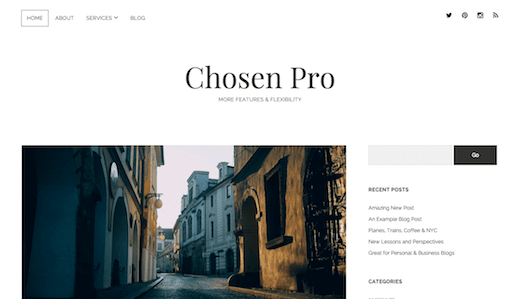 HOME ABOUT SERVICES BLOG
Chosen Pro
MORE FEATURES & FLEXIBILITY
Go
RECENT POSTS
Amazing New Post
An Example Blog Post
Planes, Trains, Coffee & NYC
New Lessons and Perspectives
Great for Personal & Business Blogs
CATEGORIES